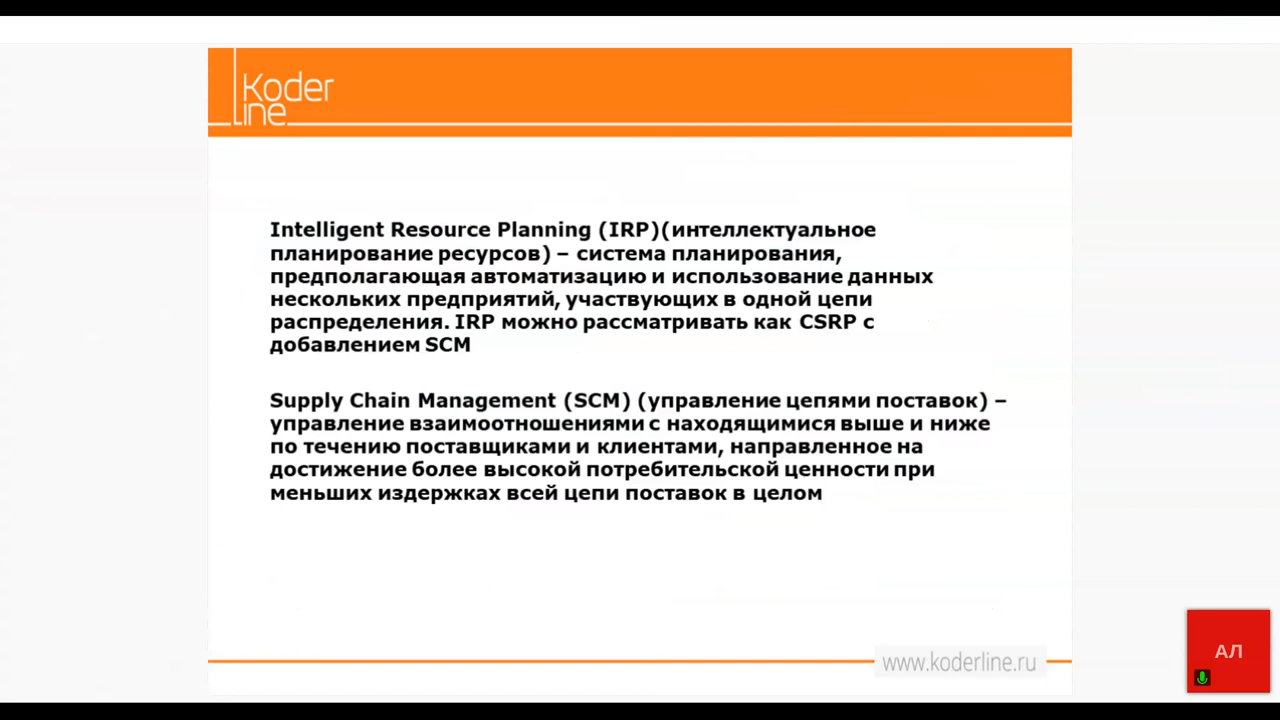 Koder
line
Intelligent Resource Planning (IRP)(интеллектуальное
планирование ресурсов) – система планирования,
предполагающая автоматизацию и использование данных
нескольких предприятий, участвующих в одной цепи
распределения. IRP можно рассматривать как CSRP с
добавлением SCM
Supply Chain Management (SCM) (управление цепями поставок) –
управление взаимоотношениями с находящимися выше и ниже
по течению поставщиками и клиентами, направленное на
достижение более высокой потребительской ценности при
меньших издержках всей цепи поставок в целом
www.koderline.ru
АЛ